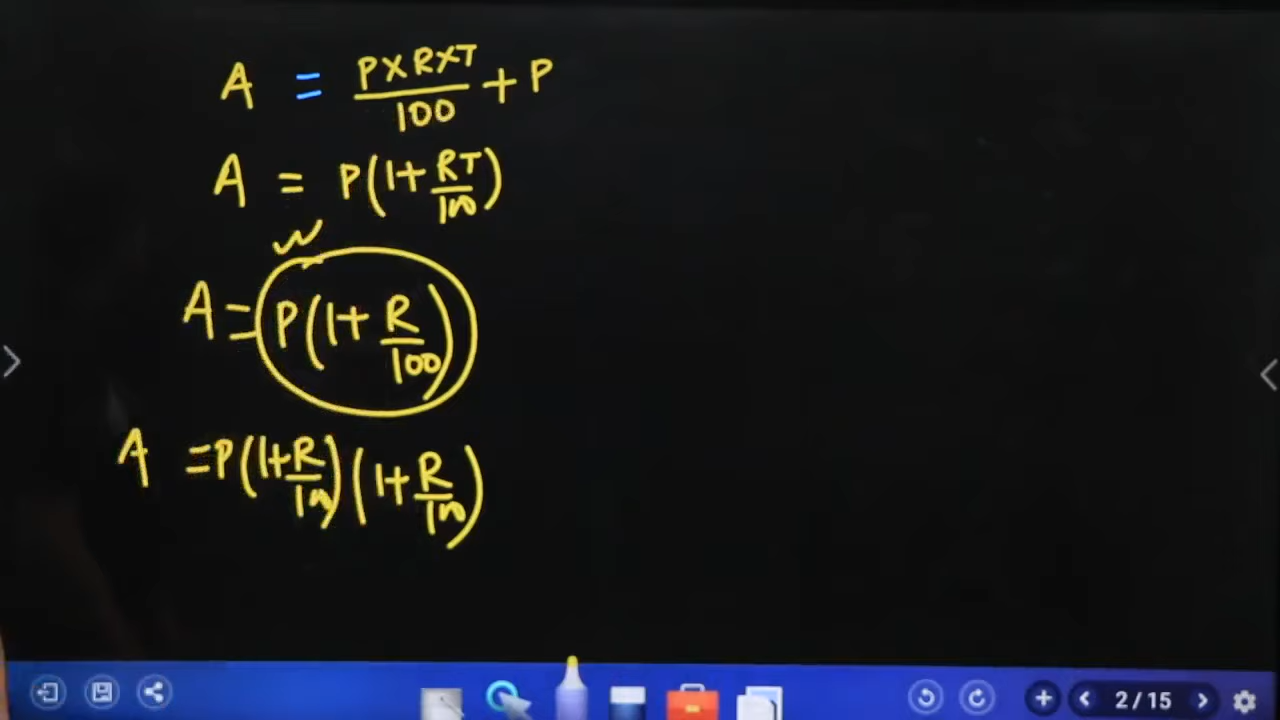 A = P×R×T/100 + P
A = P(1+RT/100)
A = P(1+R/100)
A = P(1+R/100)(1+R/100)
2/15